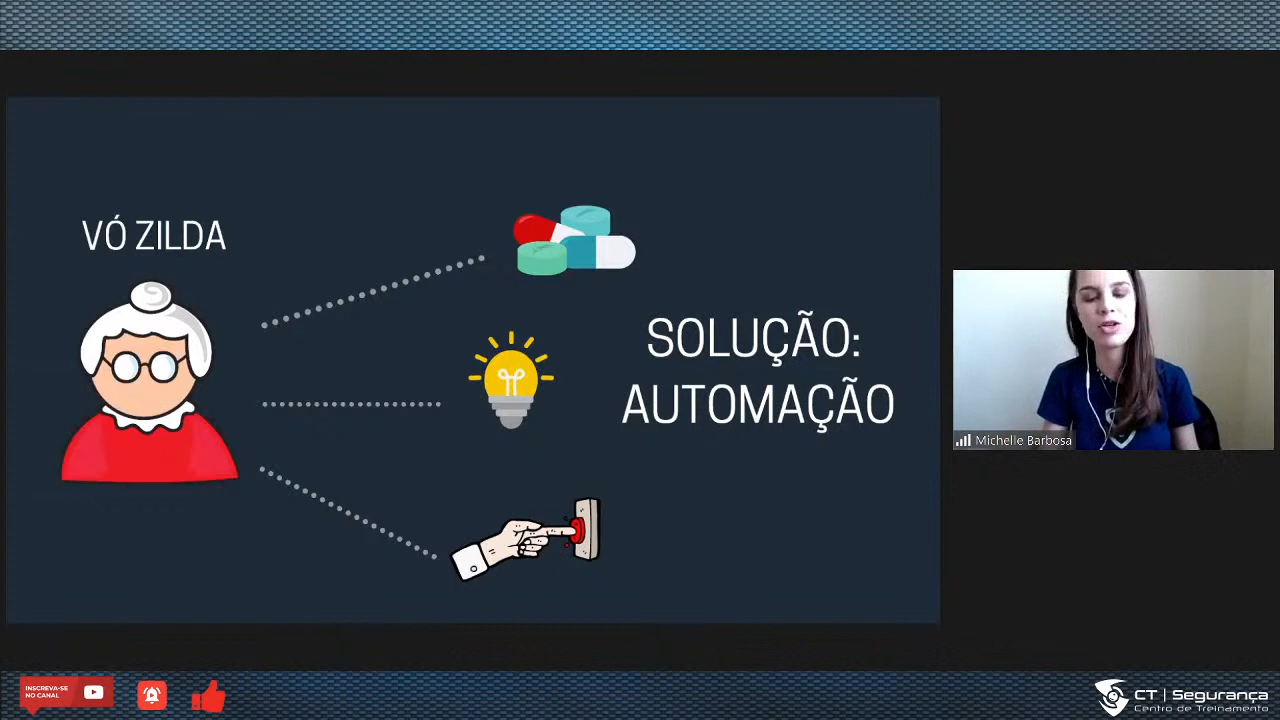 VÓ ZILDA
SOLUÇÃO:
AUTOMAÇÃO
Michelle Barbosa
INSCREVA-SE
NO CANAL
CT | Segurança
Centro de Treinamento